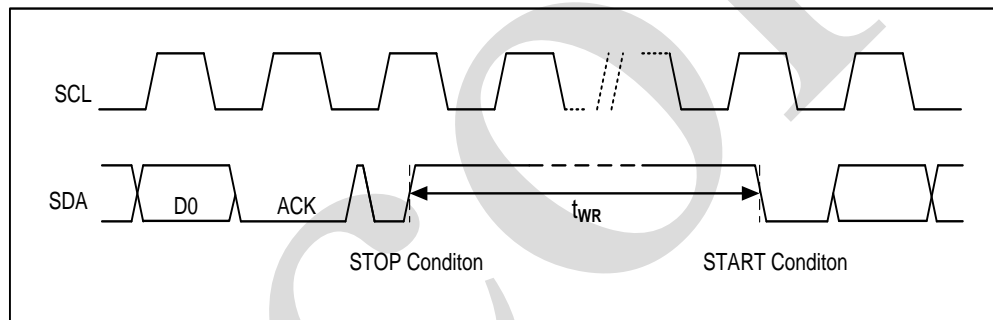 SCL
SDA
D0
ACK
tWR
STOP Conditon
START Conditon